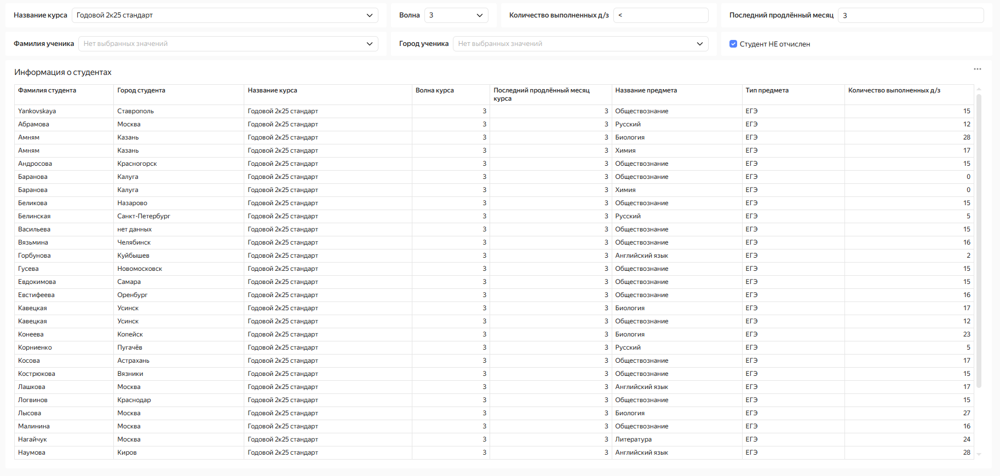 Название курса Годовой 2к25 стандарт Волна 3 Количество выполненных д/з < Последний продлённый месяц 3
Фамилия ученика Нет выбранных значений Город ученика Нет выбранных значений Студент НЕ отчислен
Информация о студентах
Фамилия студента Город студента Название курса Волна курса Последний продлённый месяц курса Название предмета Тип предмета Количество выполненных д/з
Yankovskaya Ставрополь Годовой 2к25 стандарт 3 3 Обществознание ЕГЭ 15
Абрамова Москва Годовой 2к25 стандарт 3 3 Русский ЕГЭ 12
Амням Казань Годовой 2к25 стандарт 3 3 Биология ЕГЭ 28
Амням Казань Годовой 2к25 стандарт 3 3 Химия ЕГЭ 17
Андросова Красногорск Годовой 2к25 стандарт 3 3 Обществознание ЕГЭ 15
Баранова Калуга Годовой 2к25 стандарт 3 3 Обществознание ЕГЭ 0
Баранова Калуга Годовой 2к25 стандарт 3 3 Химия ЕГЭ 0
Беликова Назарово Годовой 2к25 стандарт 3 3 Обществознание ЕГЭ 15
Белинская Санкт-Петербург Годовой 2к25 стандарт 3 3 Русский ЕГЭ 5
Васильева нет данных Годовой 2к25 стандарт 3 3 Обществознание ЕГЭ 15
Вязьмина Челябинск Годовой 2к25 стандарт 3 3 Обществознание ЕГЭ 16
Горбунова Куйбышев Годовой 2к25 стандарт 3 3 Английский язык ЕГЭ 2
Гусева Новомосковск Годовой 2к25 стандарт 3 3 Обществознание ЕГЭ 15
Евдокимова Самара Годовой 2к25 стандарт 3 3 Обществознание ЕГЭ 15
Евстифеева Оренбург Годовой 2к25 стандарт 3 3 Обществознание ЕГЭ 16
Кавецкая Усинск Годовой 2к25 стандарт 3 3 Биология ЕГЭ 17
Кавецкая Усинск Годовой 2к25 стандарт 3 3 Обществознание ЕГЭ 12
Конеева Копейск Годовой 2к25 стандарт 3 3 Биология ЕГЭ 23
Корниенко Пугачёв Годовой 2к25 стандарт 3 3 Русский ЕГЭ 5
Косова Астрахань Годовой 2к25 стандарт 3 3 Обществознание ЕГЭ 17
Кострюкова Вязники Годовой 2к25 стандарт 3 3 Обществознание ЕГЭ 15
Лашкова Москва Годовой 2к25 стандарт 3 3 Английский язык ЕГЭ 17
Логвинов Краснодар Годовой 2к25 стандарт 3 3 Обществознание ЕГЭ 15
Лысова Москва Годовой 2к25 стандарт 3 3 Биология ЕГЭ 27
Малинина Москва Годовой 2к25 стандарт 3 3 Обществознание ЕГЭ 16
Нагайчук Москва Годовой 2к25 стандарт 3 3 Литература ЕГЭ 24
Наумова Киров Годовой 2к25 стандарт 3 3 Английский язык ЕГЭ 28